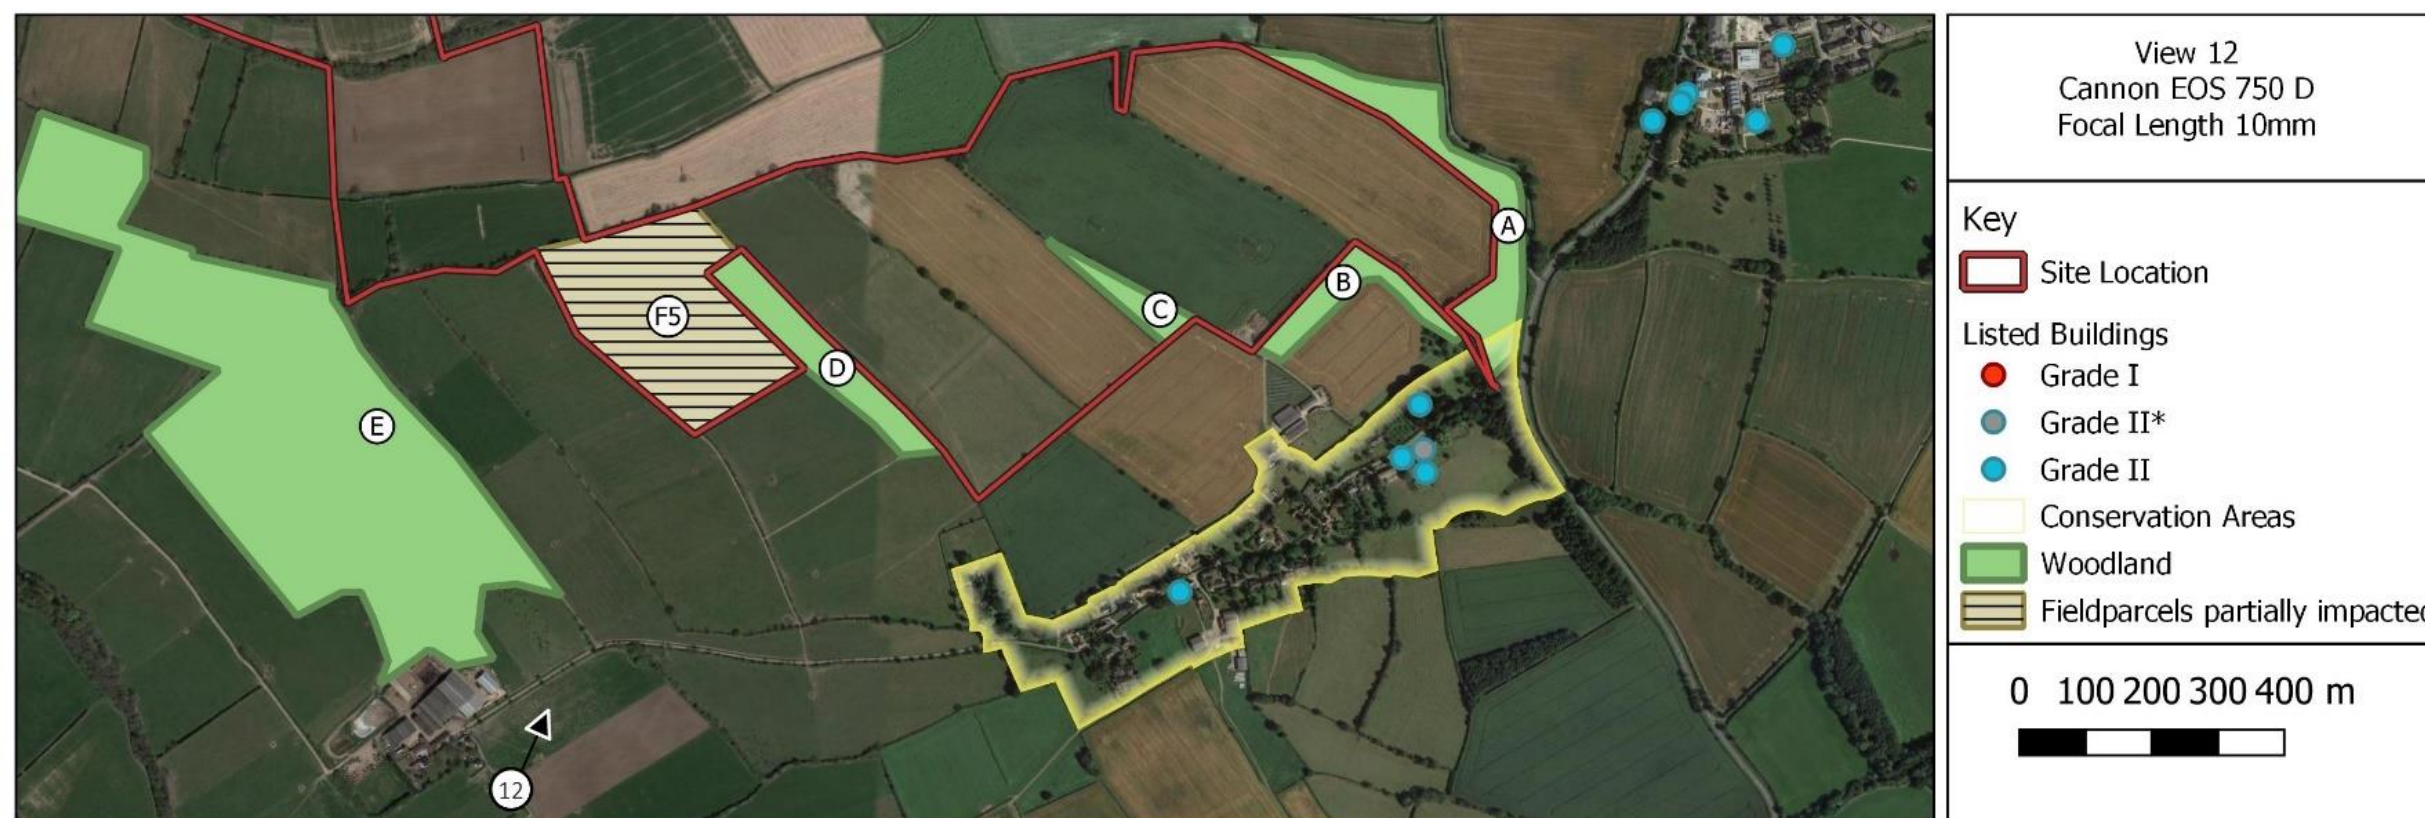 View 12
Cannon EOS 750 D
Focal Length 10mm
Key
Site Location
Listed Buildings
Grade I
Grade II*
Grade II
Conservation Areas
Woodland
Fieldparcels partially impacted
0 100 200 300 400 m
A
B
C
D
E
F5
12